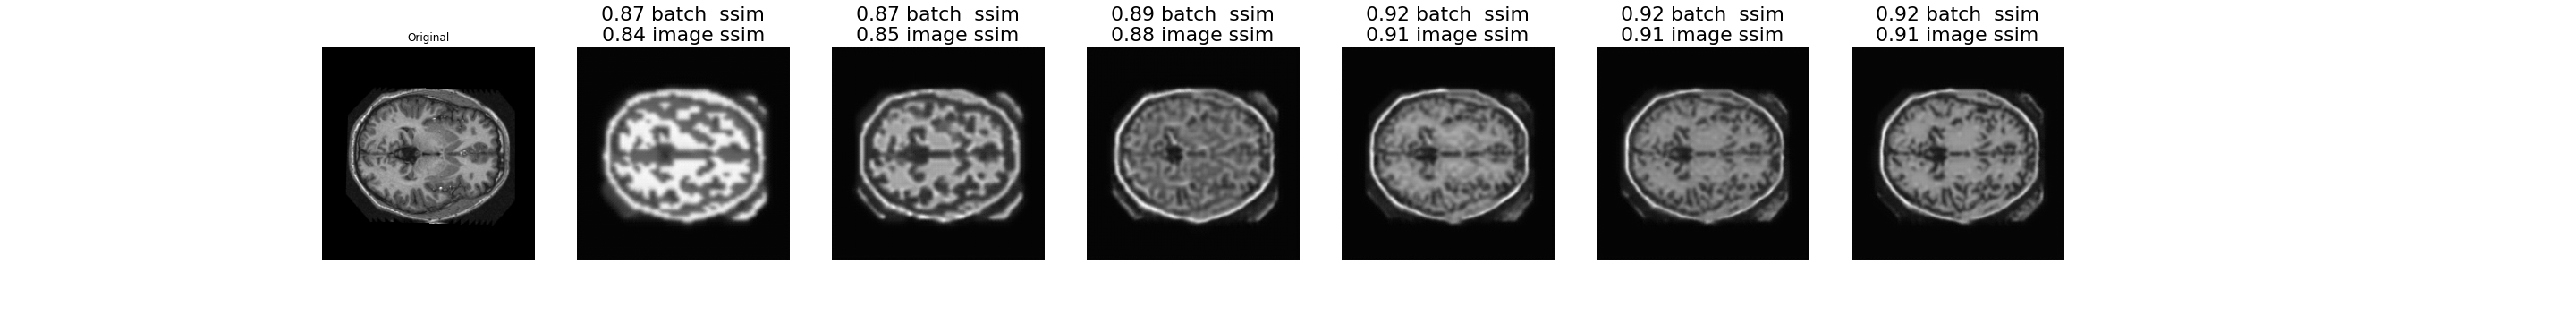 Original
0.87 batch  ssim
0.84 image ssim
0.87 batch  ssim
0.85 image ssim
0.89 batch  ssim
0.88 image ssim
0.92 batch  ssim
0.91 image ssim
0.92 batch  ssim
0.91 image ssim
0.92 batch  ssim
0.91 image ssim